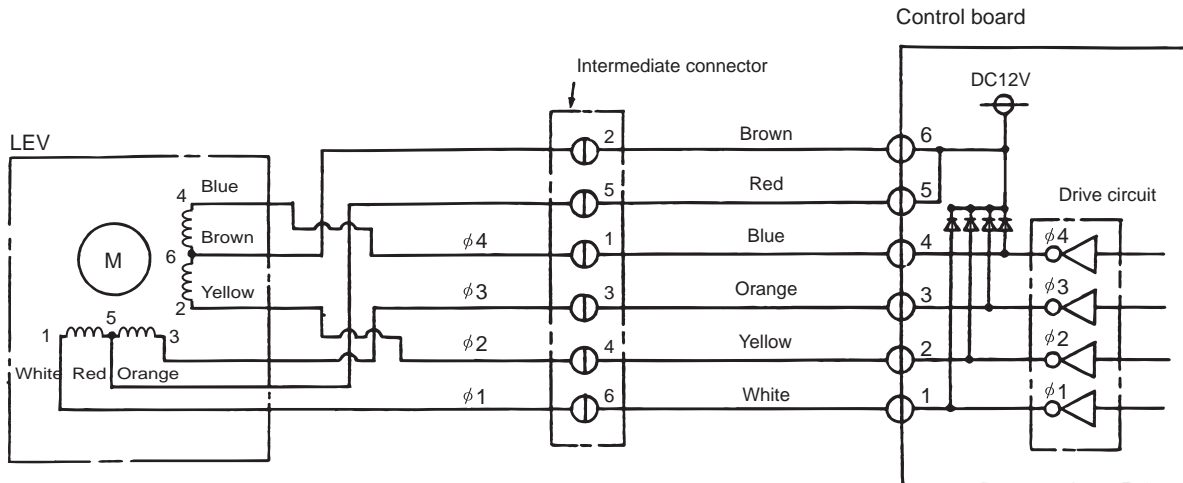 Control board
Intermediate connector
DC12V
LEV
2 Brown 6
4 Blue
5 Red 5
Drive circuit
Brown
ϕ4 1 Blue 4 ϕ4
6
M
Yellow
ϕ3 3 Orange 3 ϕ3
2
1 5 3
ϕ2 4 Yellow 2 ϕ2
White Red Orange
ϕ1 6 White 1 ϕ1